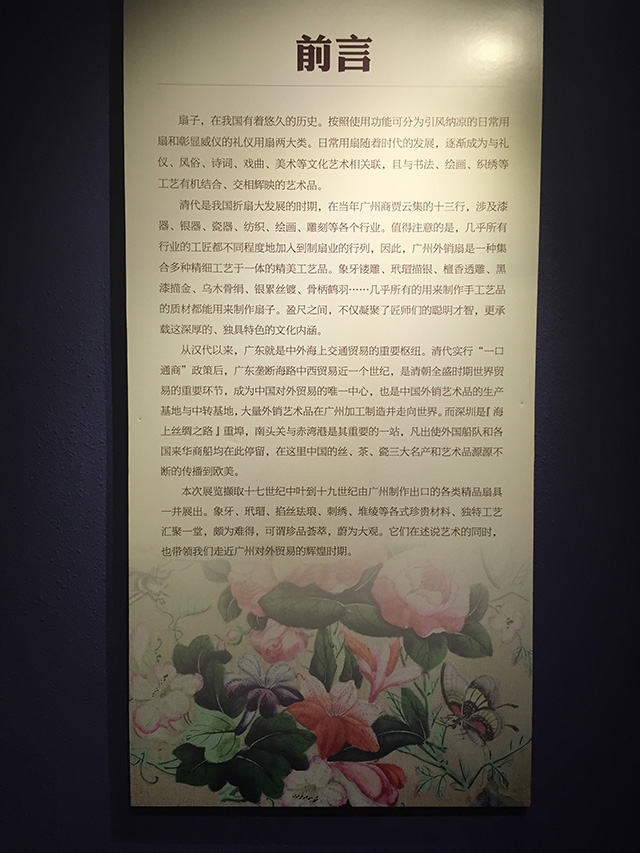 前言
扇子，在我国有着悠久的历史。按照使用功能可分为引风纳凉的日常用
扇和彰显威仪的礼仪用扇两大类。日常用扇随着时代的发展，逐渐成为与礼
仪、风俗、诗词、戏曲、美术等文化艺术相关联，且与书法、绘画、织绣等
工艺有机结合、交相辉映的艺术品。
清代是我国折扇大发展的时期，在当年广州商贾云集的十三行，涉及漆
器、银器、瓷器、纺织、绘画、雕刻等各个行业。值得注意的是，几乎所有
行业的工匠都不同程度地加入到制扇业的行列，因此，广州外销扇是一种集
合多种精细工艺于一体的精美工艺品。象牙镂雕、玳瑁描银、檀香透雕、黑
漆描金、乌木骨绢、银累丝镀、骨柄鹤羽……几乎所有的用来制作手工艺品
的质材都能用来制作扇子。盈尺之间，不仅凝聚了匠师们的聪明才智，更承
载这深厚的、独具特色的文化内涵。
从汉代以来，广东就是中外海上交通贸易的重要枢纽。清代实行“一口
通商”政策后，广东垄断海路中西贸易近一个世纪，是清朝全盛时期世界贸
易的重要环节，成为中国对外贸易的唯一中心，也是中国外销艺术品的生产
基地与中转基地，大量外销艺术品在广州加工制造并走向世界。而深圳是『海
上丝绸之路』重埠，南头关与赤湾港是其重要的一站，凡出使外国船队和各
国来华商船均在此停留，在这里中国的丝、茶、瓷三大名产和艺术品源源不
断的传播到欧美。
本次展览撷取十七世纪中叶到十九世纪由广州制作出口的各类精品扇具
一并展出。象牙、玳瑁、掐丝珐琅、刺绣、堆绫等各式珍贵材料、独特工艺
汇聚一堂，颇为难得，可谓珍品荟萃，蔚为大观。它们在述说艺术的同时，
也带领我们走近广州对外贸易的辉煌时期。